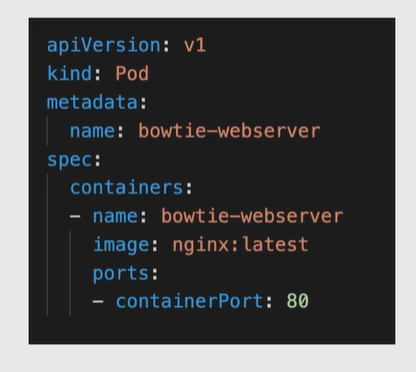 apiVersion: v1
kind: Pod
metadata:
  name: bowtie-webserver
spec:
  containers:
  - name: bowtie-webserver
    image: nginx:latest
    ports:
    - containerPort: 80